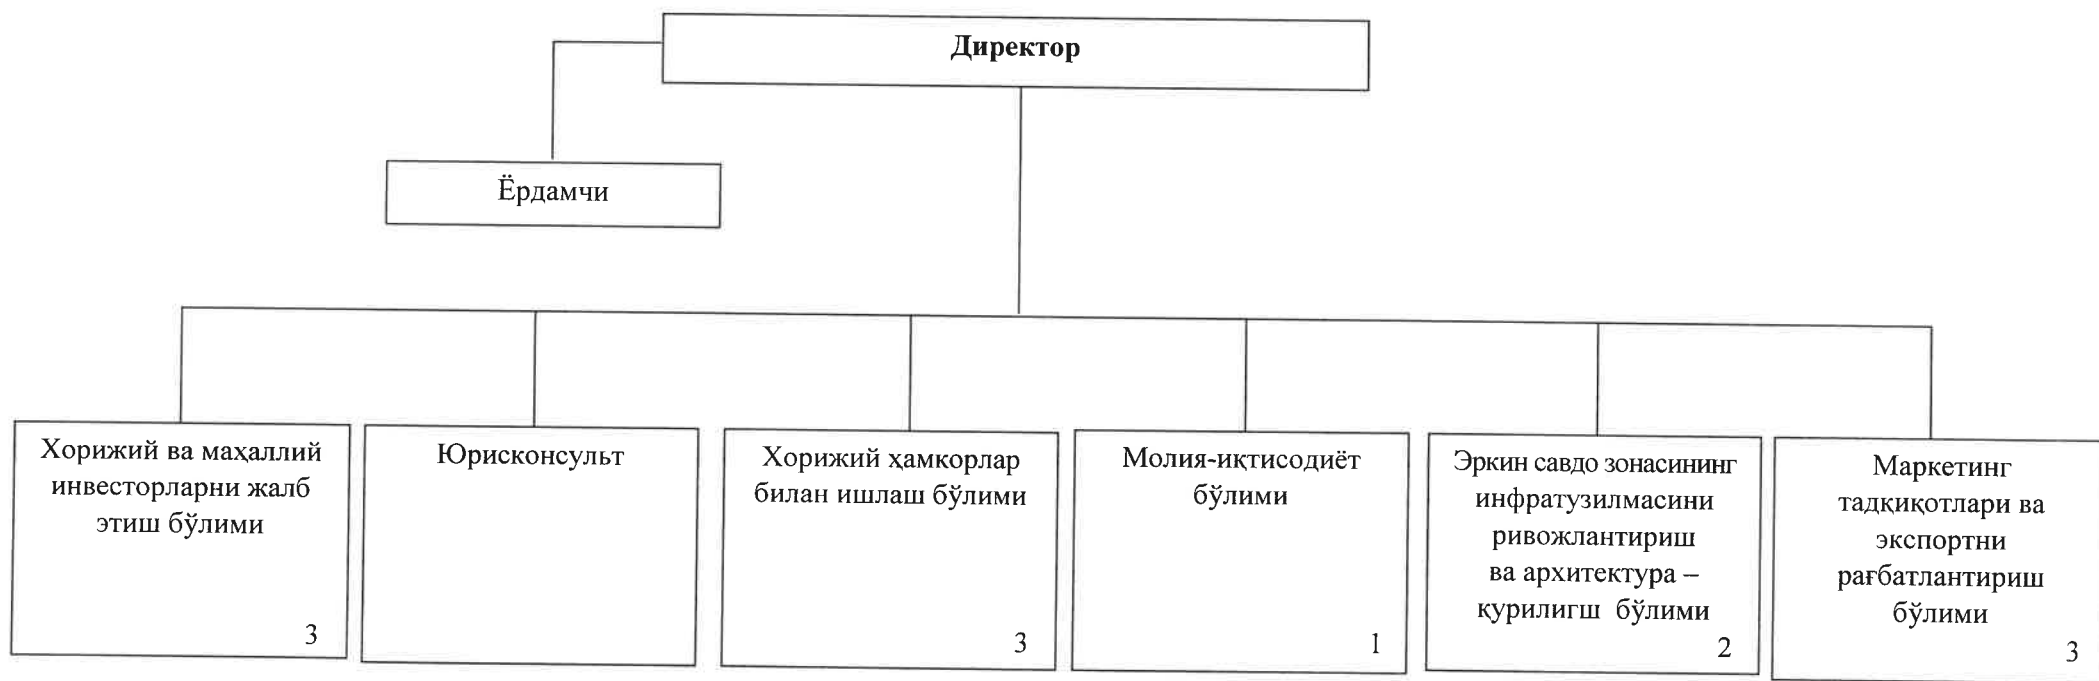 Директор
Ёрдамчи
Хорижий ва маҳаллий
инвесторларни жалб
этиш бўлими
3
Юрисконсульт
Хорижий ҳамкорлар
билан ишлаш бўлими
3
Молия-иқтисодиёт
бўлими
1
Эркин савдо зонасининг
инфратузилмасини
ривожлантириш
ва архитектура –
қурилигш бўлими
2
Маркетинг
тадқиқотлари ва
экспортни
рағбатлантириш
бўлими
3